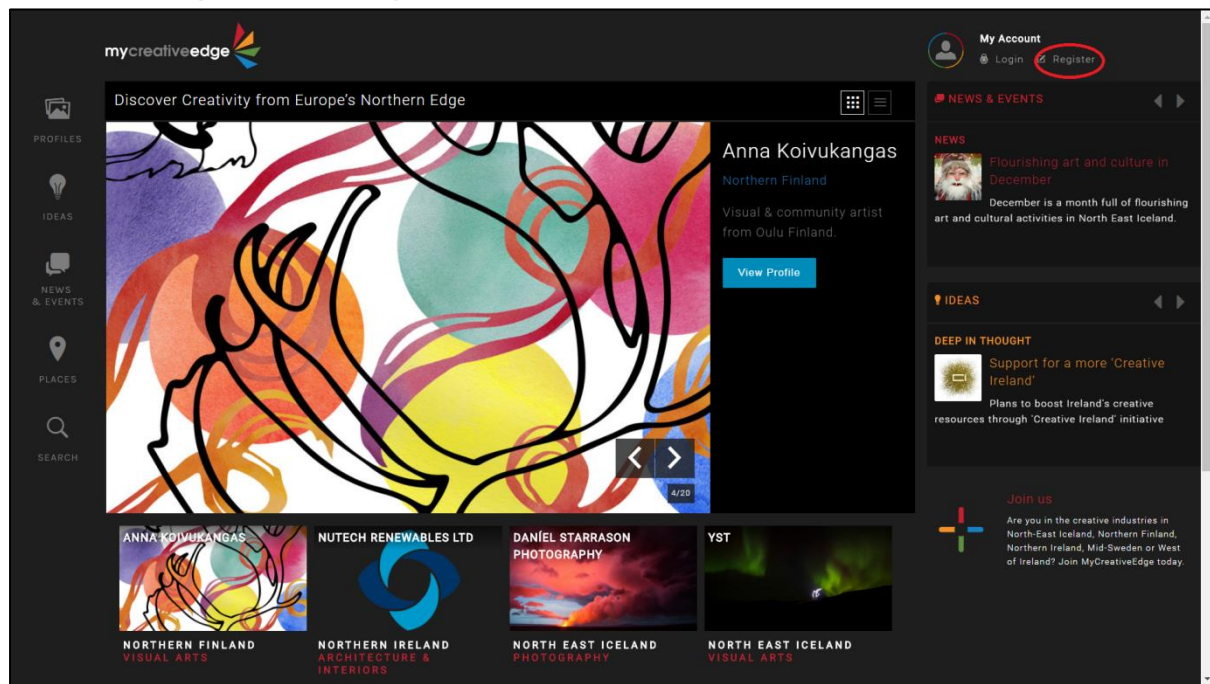 mycreativeedge
My Account
Login
Register
PROFILES
IDEAS
NEWS
& EVENTS
PLACES
SEARCH
Discover Creativity from Europe's Northern Edge
Anna Koivukangas
Northern Finland
Visual & community artist
from Oulu Finland.
View Profile
4/20
NEWS & EVENTS
NEWS
Flourishing art and culture in
December
December is a month full of flourishing
art and cultural activities in North East Iceland.
IDEAS
DEEP IN THOUGHT
Support for a more 'Creative
Ireland'
Plans to boost Ireland's creative
resources through 'Creative Ireland' initiative
Join us
Are you in the creative industries in
North-East Iceland, Northern Finland,
Northern Ireland, Mid-Sweden or West
of Ireland? Join MyCreativeEdge today.
ANNA KOIVUKANGAS
NORTHERN FINLAND
VISUAL ARTS
NUTECH RENEWABLES LTD
NORTHERN IRELAND
ARCHITECTURE &
INTERIORS
DANÍEL STARRASON
PHOTOGRAPHY
NORTH EAST ICELAND
PHOTOGRAPHY
YST
NORTH EAST ICELAND
VISUAL ARTS